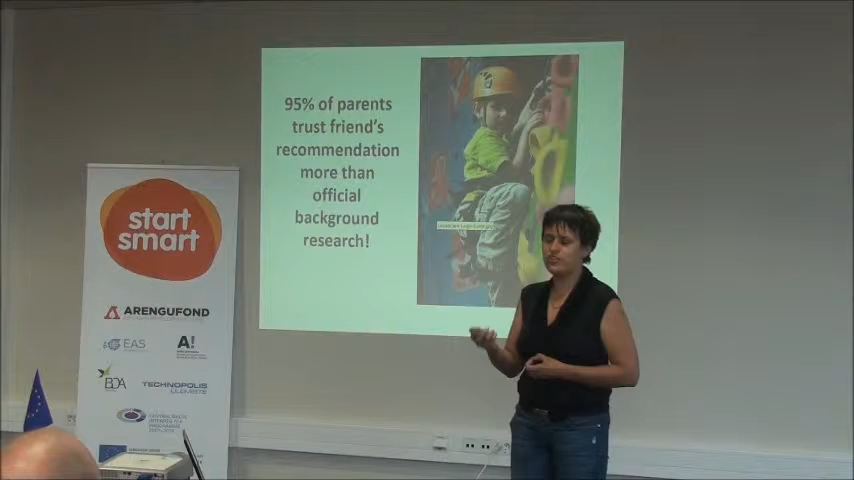 95% of parents
trust friend's
recommendation
more than
official
background
research!
start
smart
ARENGUFOND
EAS
A!
BDA
TECHNOPOLIS
ÜLEMISTE